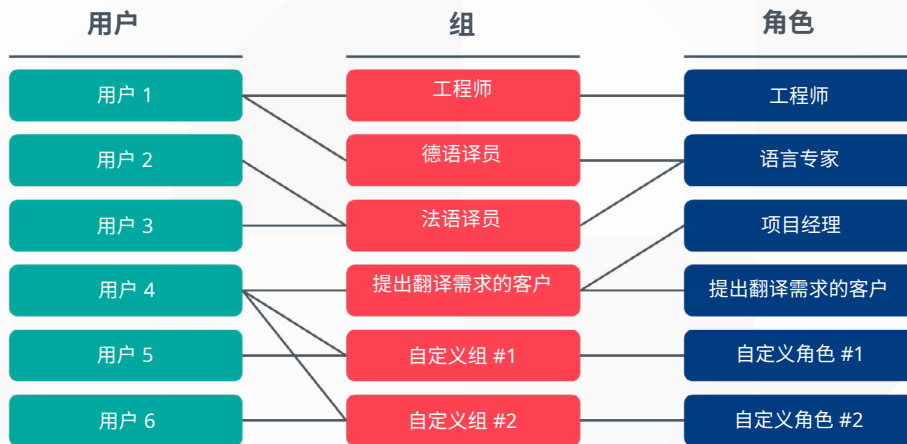 用户
组
角色
用户 1
工程师
工程师
用户 2
德语译员
语言专家
用户 3
法语译员
项目经理
用户 4
提出翻译需求的客户
提出翻译需求的客户
用户 5
自定义组 #1
自定义角色 #1
用户 6
自定义组 #2
自定义角色 #2